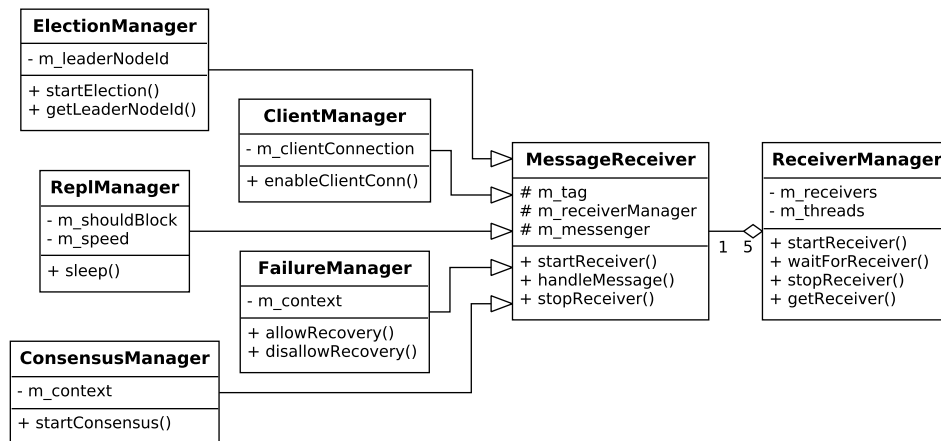 ElectionManager
- m_leaderNodeId
+ startElection()
+ getLeaderNodeId()
ClientManager
- m_clientConnection
+ enableClientConn()
ReplManager
- m_shouldBlock
- m_speed
+ sleep()
FailureManager
- m_context
+ allowRecovery()
+ disallowRecovery()
ConsensusManager
- m_context
+ startConsensus()
MessageReceiver
# m_tag
# m_receiverManager
# m_messenger
+ startReceiver()
+ handleMessage()
+ stopReceiver()
1 5
ReceiverManager
- m_receivers
- m_threads
+ startReceiver()
+ waitForReceiver()
+ stopReceiver()
+ getReceiver()